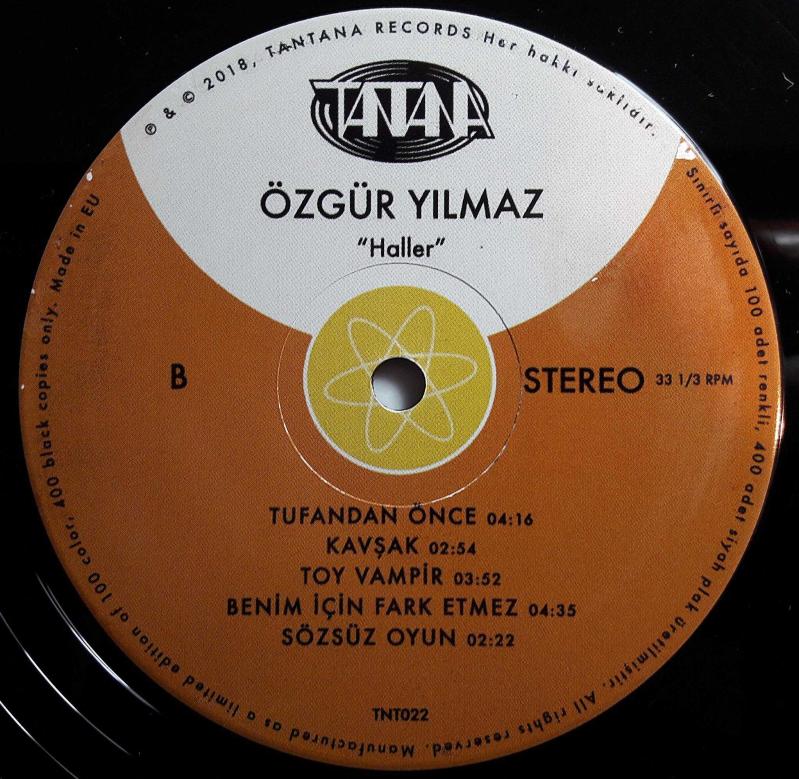 ℗ & © 2018, TANTANA RECORDS Her hakkı saklıdır.
TANTANA
ÖZGÜR YILMAZ
“Haller”
B
STEREO 33 1/3 RPM
TUFANDAN ÖNCE 04:16
KAVŞAK 02:54
TOY VAMPİR 03:52
BENİM İÇİN FARK ETMEZ 04:35
SÖZSÜZ OYUN 02:22
TNT022
Sınırlı sayıda 100 adet renkli, 400 adet siyah plak üretilmiştir. All rights reserved. Manufactured as a limited edition of 100 color, 400 black copies only. Made in EU